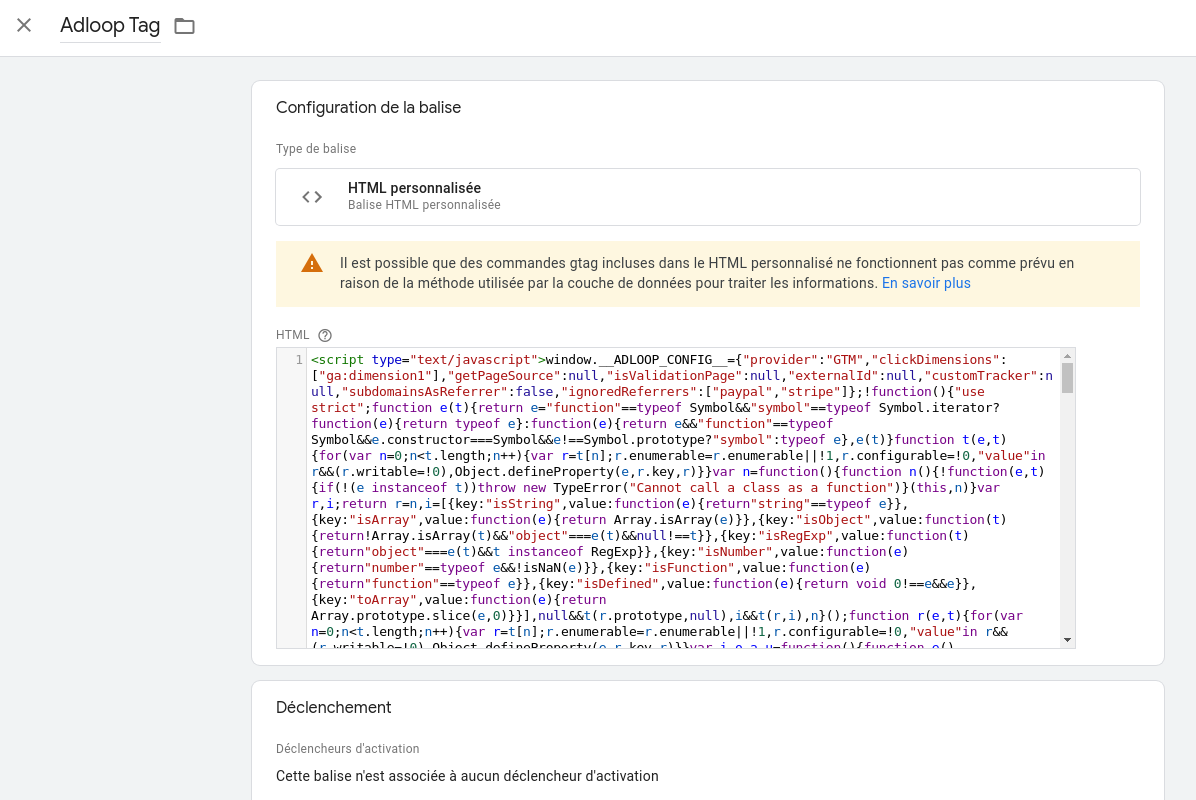 Adloop Tag
Configuration de la balise
Type de balise
HTML personnalisée
Balise HTML personnalisée
Il est possible que des commandes gtag incluses dans le HTML personnalisé ne fonctionnent pas comme prévu en
raison de la méthode utilisée par la couche de données pour traiter les informations. En savoir plus
HTML
1 <script type="text/javascript">window.__ADLOOP_CONFIG__={"provider":"GTM","clickDimensions":
["ga:dimension1"],"getPageSource":null,"isValidationPage":null,"externalId":null,"customTracker":n
ull,"subdomainsAsReferrer":false,"ignoredReferrers":["paypal","stripe"]};!function(){"use
strict";function e(t){return e="function"==typeof Symbol&&"symbol"==typeof Symbol.iterator?
function(e){return typeof e}:function(e){return e&&"function"==typeof
Symbol&&e.constructor===Symbol&&e!==Symbol.prototype?"symbol":typeof e},e(t)}function t(e,t)
{for(var n=0;n<t.length;n++){var r=t[n];r.enumerable=r.enumerable||!1,r.configurable=!0,"value"in
r&&(r.writable=!0),Object.defineProperty(e,r.key,r)}}var n=function(){function n(){!function(e,t)
{if(!(e instanceof t))throw new TypeError("Cannot call a class as a function")}(this,n)}var
r,i;return r=n,i=[{key:"isString",value:function(e){return"string"==typeof e}},
{key:"isArray",value:function(e){return Array.isArray(e)}},{key:"isObject",value:function(t)
{return!Array.isArray(t)&&"object"===e(t)&&null!==t}},{key:"isRegExp",value:function(t)
{return"object"===e(t)&&t instanceof RegExp}},{key:"isNumber",value:function(e)
{return"number"==typeof e&&!isNaN(e)}},{key:"isFunction",value:function(e)
{return"function"==typeof e}},{key:"isDefined",value:function(e){return void 0!==e&&e}},
{key:"toArray",value:function(e){return
Array.prototype.slice(e,0)}}],null&&t(r.prototype,null),i&&t(r,i),n}();function r(e,t){for(var
n=0;n<t.length;n++){var r=t[n];r.enumerable=r.enumerable||!1,r.configurable=!0,"value"in r&&
(r.writable=!0),Object.defineProperty(e,r.key,r)}}var i,o,a,u=function(){function e()
Déclenchement
Déclencheurs d'activation
Cette balise n'est associée à aucun déclencheur d'activation